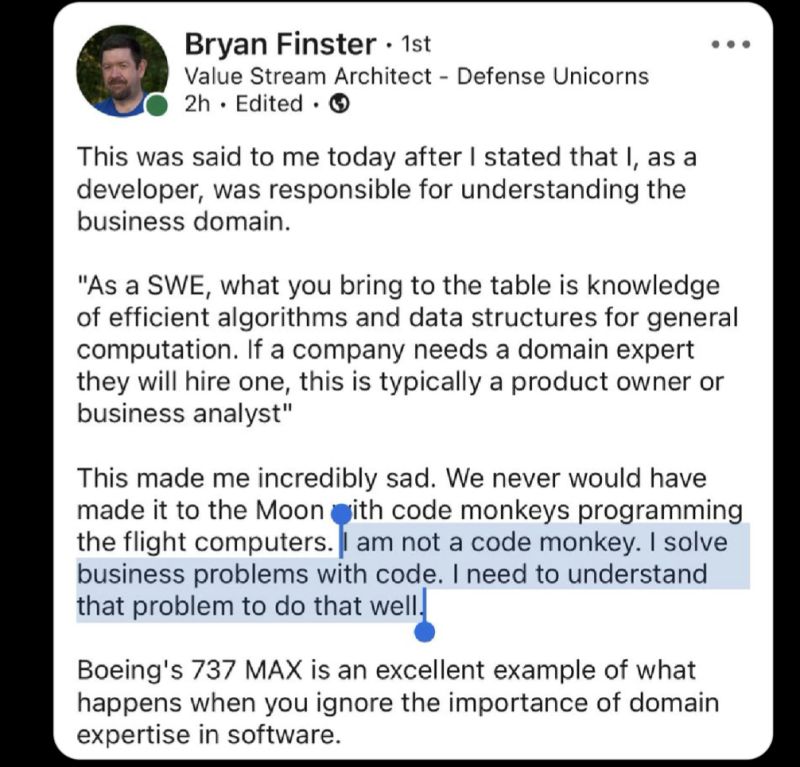 Bryan Finster · 1st
Value Stream Architect - Defense Unicorns
2h · Edited ·
This was said to me today after I stated that I, as a
developer, was responsible for understanding the
business domain.
"As a SWE, what you bring to the table is knowledge
of efficient algorithms and data structures for general
computation. If a company needs a domain expert
they will hire one, this is typically a product owner or
business analyst"
This made me incredibly sad. We never would have
made it to the Moon with code monkeys programming
the flight computers. I am not a code monkey. I solve
business problems with code. I need to understand
that problem to do that well.
Boeing's 737 MAX is an excellent example of what
happens when you ignore the importance of domain
expertise in software.